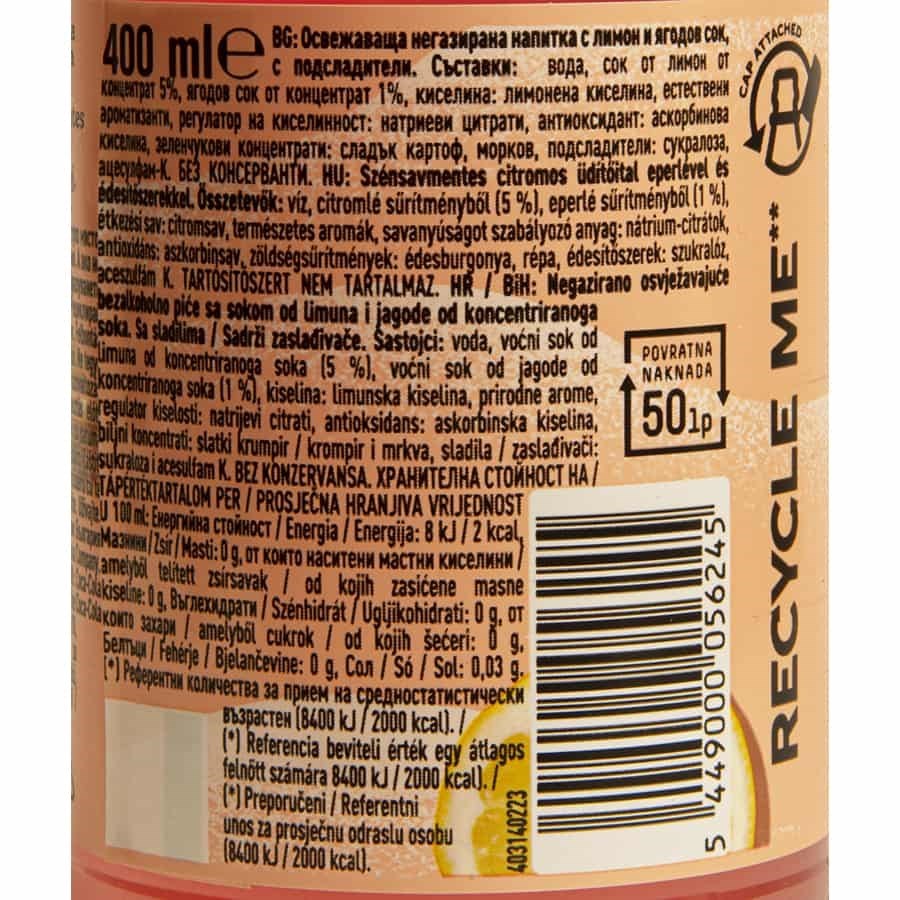 400 ml e
BG: Освежаваща негазирана напитка с лимон и ягодов сок,
с подсладители. Съставки: вода, сок от лимон от
концентрат 5%, ягодов сок от концентрат 1%, киселина: лимонена киселина, естествени
ароматизанти, регулатор на киселинност: натриеви цитрати, антиоксидант: аскорбинова
киселина, зеленчукови концентрати: сладък картоф, морков, подсладители: сукралоза,
ацесулфам-К. БЕЗ КОНСЕРВАНТИ. HU: Szénsavmentes citromos üdítőital eperlével és
édesítőszerekkel. Összetevők: víz, citromlé sűrítményből (5 %), eperlé sűrítményből (1 %),
étkezési sav: citromsav, természetes aromák, savanyúságot szabályozó anyag: nátrium-citrátok,
antioxidáns: aszkorbinsav, zöldségsűrítmények: édesburgonya, répa, édesítőszerek: szukralóz,
aceszulfám K. TARTÓSÍTÓSZERT NEM TARTALMAZ. HR / BiH: Negazirano osvježavajuće
bezalkoholno piće sa sokom od limuna i jagode od koncentriranoga
soka. Sa sladilima / Sadrži zaslađivače. Sastojci: voda, voćni sok od
limuna od koncentriranoga soka (5 %), voćni sok od jagode od
koncentriranoga soka (1 %), kiselina: limunska kiselina, prirodne arome,
regulator kiselosti: natrijevi citrati, antioksidans: askorbinska kiselina,
biljni koncentrati: slatki krumpir / krompir i mrkva, sladila / zaslađivači:
sukraloza i acesulfam K. BEZ KONZERVANSA. ХРАНИТЕЛНА СТОЙНОСТ НА /
TÁPÉRTÉKTARTALOM PER / PROSJEČNA HRANJIVA VRIJEDNOST
U 100 ml: Енергийна стойност / Energia / Energija: 8 kJ / 2 kcal,
Мазнини / Zsír / Masti: 0 g, от които наситени мастни киселини /
amelyből telített zsírsavak / od kojih zasićene masne
kiseline: 0 g, Въглехидрати / Szénhidrát / Ugljikohidrati: 0 g, от
които захари / amelyből cukrok / od kojih šećeri: 0 g,
Белтъци / Fehérje / Bjelančevine: 0 g, Сол / Só / Sol: 0,03 g.
(*) Референтни количества за прием на средностатистически
възрастен (8400 kJ / 2000 kcal). /
(*) Referencia beviteli érték egy átlagos
felnőtt számára 8400 kJ / 2000 kcal). /
(*) Preporučeni / Referentni
unos za prosječnu odraslu osobu
(8400 kJ / 2000 kcal).
POVRATNA
NAKNADA
50 lp
403140223
5 449000 056245
CAP ATTACHED
RECYCLE ME**